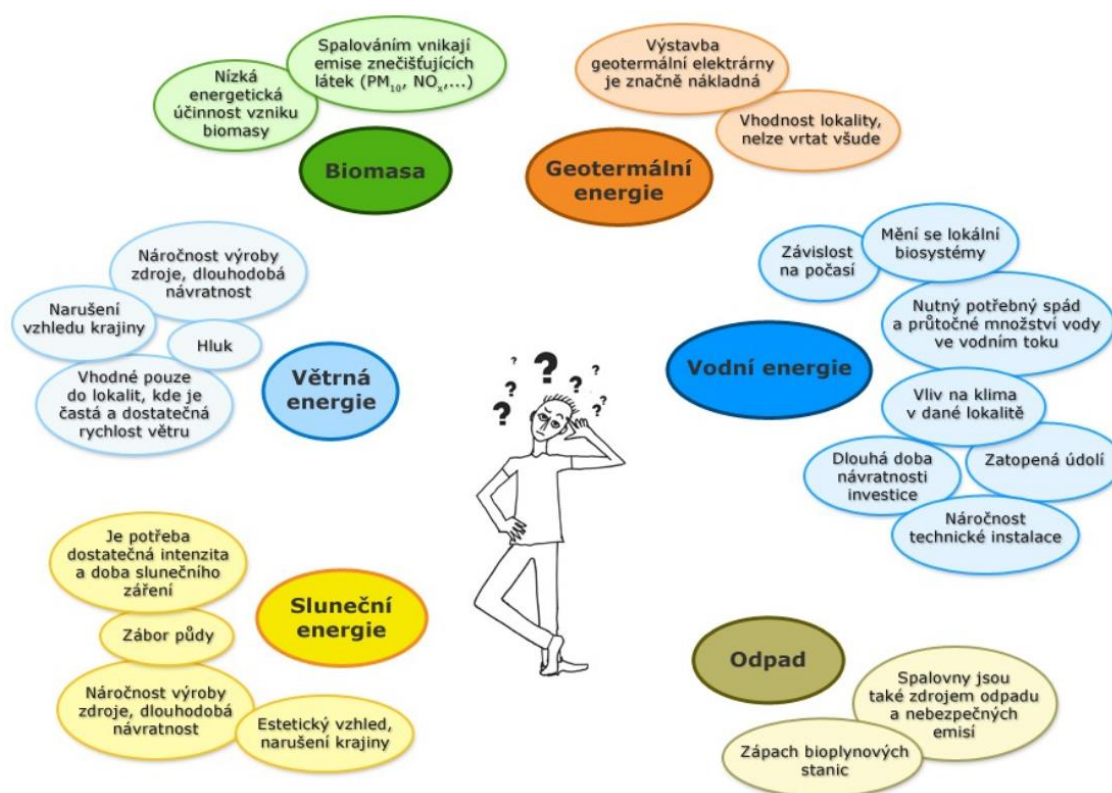 Spalováním vnikají
emise znečišťujících
látek (PM₁₀, NOₓ,...)
Nízká
energetická
účinnost vzniku
biomasy
Biomasa
Výstavba
geotermální elektrárny
je značně nákladná
Vhodnost lokality,
nelze vrtat všude
Geotermální
energie
Náročnost výroby
zdroje, dlouhodobá
návratnost
Narušení
vzhledu krajiny
Hluk
Vhodné pouze
do lokalit, kde je
častá a dostatečná
rychlost větru
Větrná
energie
Závislost
na počasí
Mění se lokální
biosystémy
Nutný potřebný spád
a průtočné množství vody
ve vodním toku
Vodní energie
Vliv na klima
v dané lokalitě
Dlouhá doba
návratnosti
investice
Zatopená údolí
Náročnost
technické instalace
? ? ? ? ? ? ? ?
Je potřeba
dostatečná intenzita
a doba slunečního
záření
Zábor půdy
Sluneční
energie
Náročnost výroby
zdroje, dlouhodobá
návratnost
Estetický vzhled,
narušení krajiny
Odpad
Spalovny jsou
také zdrojem odpadu
a nebezpečných
emisí
Zápach bioplynových
stanic